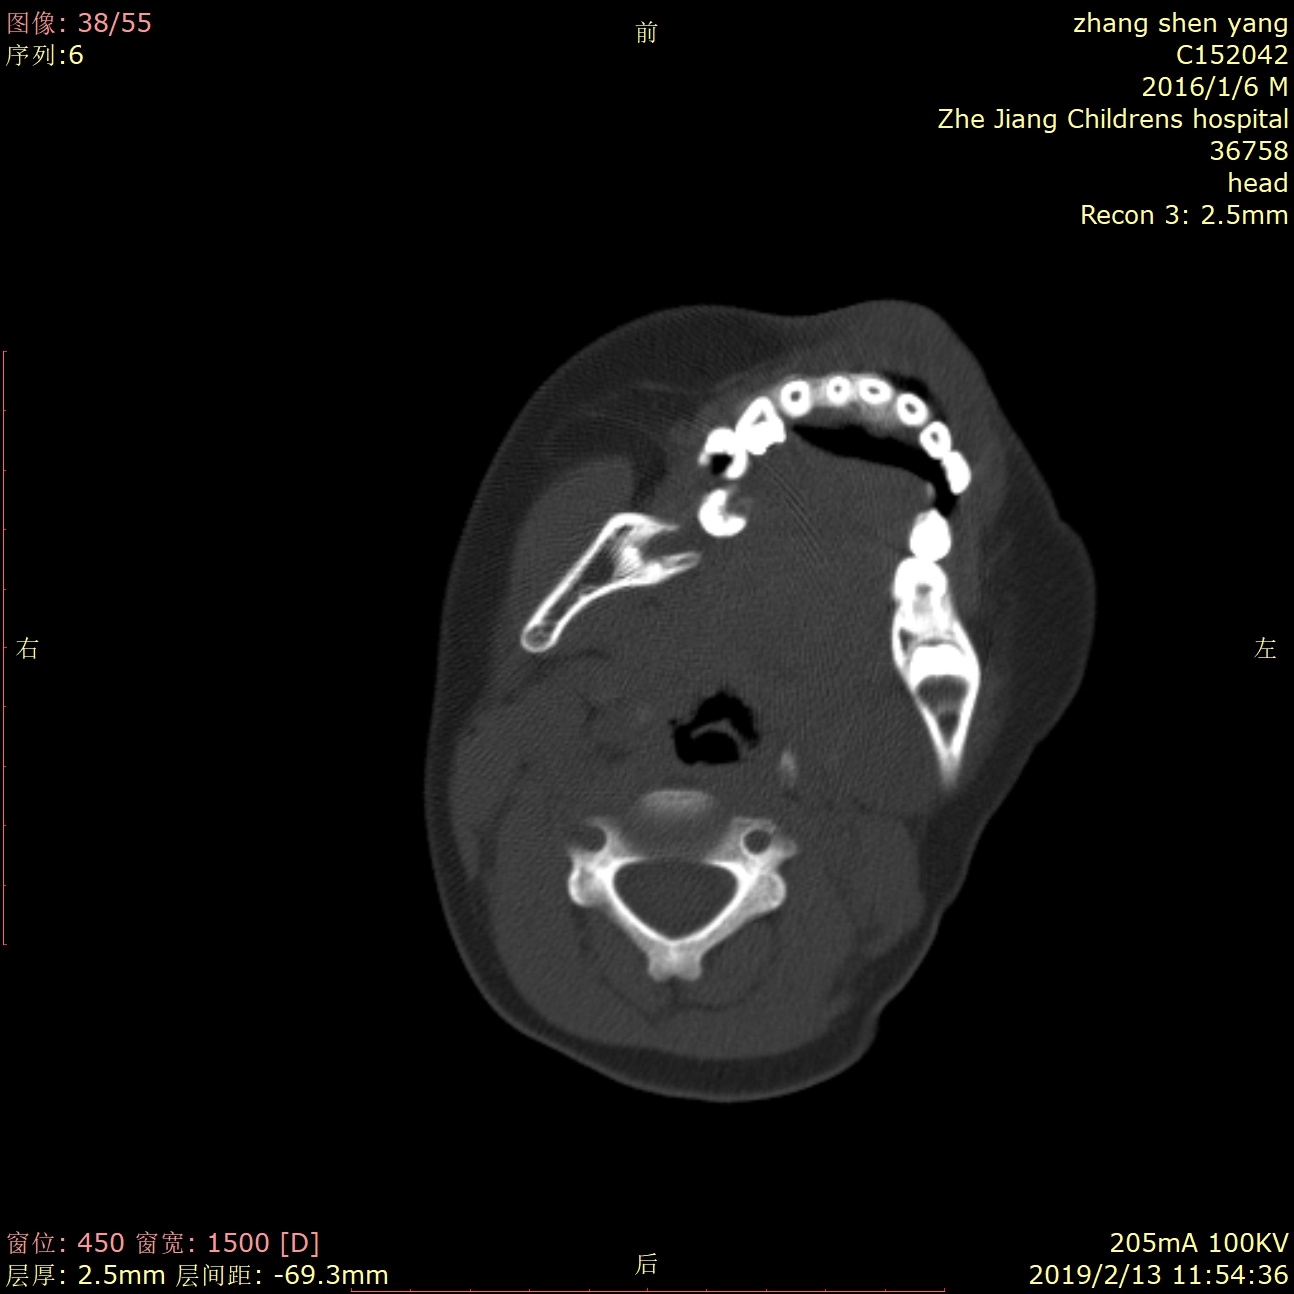 图像: 38/55
序列:6
前
zhang shen yang
C152042
2016/1/6 M
Zhe Jiang Childrens hospital
36758
head
Recon 3: 2.5mm
右
左
窗位: 450 窗宽: 1500 [D]
层厚: 2.5mm 层间距: -69.3mm
后
205mA 100KV
2019/2/13 11:54:36